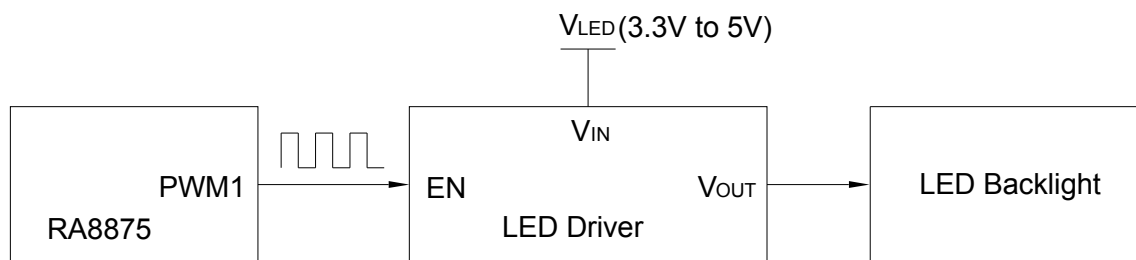 VLED (3.3V to 5V)
VIN
PWM1
EN
VOUT
LED Backlight
RA8875
LED Driver